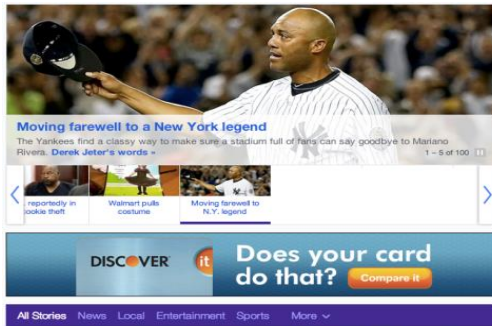 Moving farewell to a New York legend
The Yankees find a classy way to make sure a stadium full of fans can say goodbye to Mariano
Rivera. Derek Jeter's words » 1 – 5 of 100
reportedly in
ookie theft
Walmart pulls
costume
Moving farewell to
N.Y. legend
DISCOVER it
Does your card
do that? Compare it
All Stories News Local Entertainment Sports More